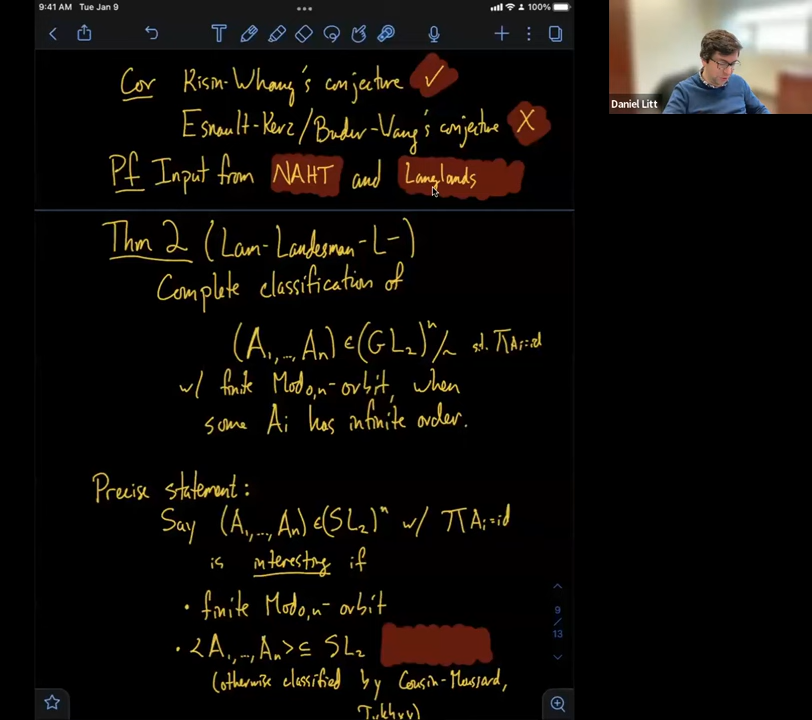 9:41 AM Tue Jan 9
100%
Daniel Litt
Cor Kisin-Whang's conjecture ✓
Esnault-Kerz/Budur-Wang's conjecture X
Pf Input from NAHT and Langlands
Thm 2 (Lam-Landesman-L-)
Complete classification of
(A₁,...,Aₙ) ∈ (GL₂)ⁿ/~ s.t. ΠAi=id
w/ finite Mod₀,ₙ-orbit, when
some Ai has infinite order.
Precise statement:
Say (A₁,...,Aₙ) ∈ (SL₂)ⁿ w/ ΠAi=id
is interesting if
• finite Mod₀,ₙ-orbit
• <A₁,...,Aₙ> ⊆ SL₂
(otherwise classified by Cousin-Moussard,
9
/
13